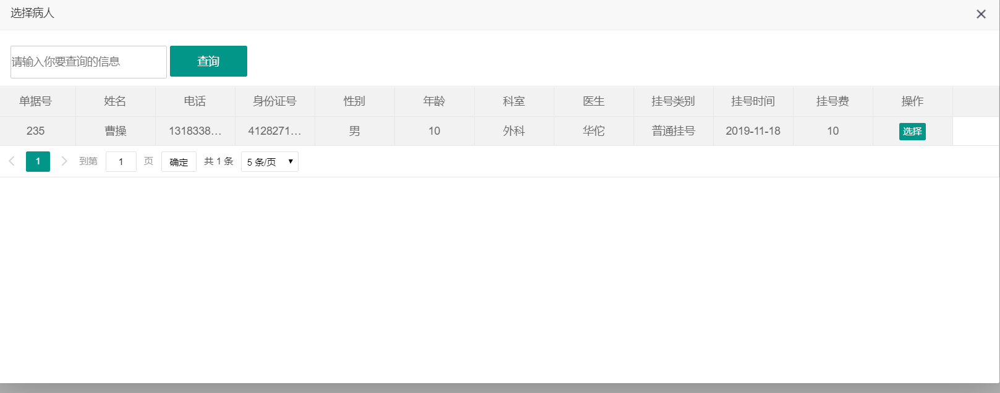 选择病人
请输入你要查询的信息 查询
单据号 姓名 电话 身份证号 性别 年龄 科室 医生 挂号类别 挂号时间 挂号费 操作
235 曹操 1318338... 4128271... 男 10 外科 华佗 普通挂号 2019-11-18 10 选择
1 到第 1 页 确定 共 1 条 5 条/页